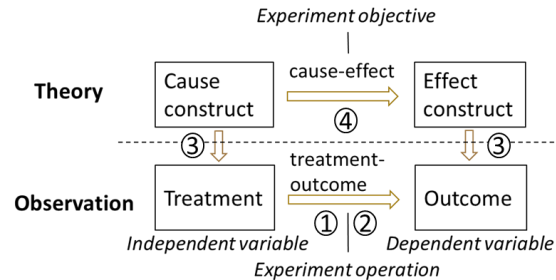 Experiment objective
Theory
Cause
construct
cause-effect
④
Effect
construct
③
③
Observation
Treatment
treatment-
outcome
① ②
Outcome
Independent variable
Dependent variable
Experiment operation